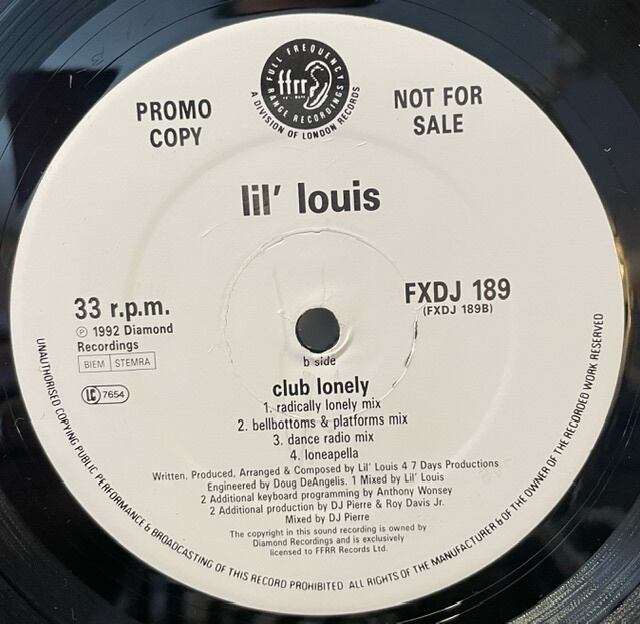 FULL FREQUENCY
ffrr
RANGE RECORDINGS
A DIVISION OF LONDON RECORDS
PROMO
COPY
NOT FOR
SALE
lil' louis
33 r.p.m.
℗ 1992 Diamond
Recordings
BIEM STEMRA
LC 7654
FXDJ 189
(FXDJ 189B)
b side
club lonely
1. radically lonely mix
2. bellbottoms & platforms mix
3. dance radio mix
4. loneapella
Written, Produced, Arranged & Composed by Lil' Louis 4 7 Days Productions
Engineered by Doug DeAngelis. 1 Mixed by Lil' Louis
2 Additional keyboard programming by Anthony Wonsey
2 Additional production by DJ Pierre & Roy Davis Jr.
Mixed by DJ Pierre
The copyright in this sound recording is owned by
Diamond Recordings and is exclusively
licensed to FFRR Records Ltd.
UNAUTHORISED COPYING PUBLIC PERFORMANCE & BROADCASTING OF THIS RECORD PROHIBITED ALL RIGHTS OF THE MANUFACTURER & OF THE OWNER OF THE RECORDED WORK RESERVED